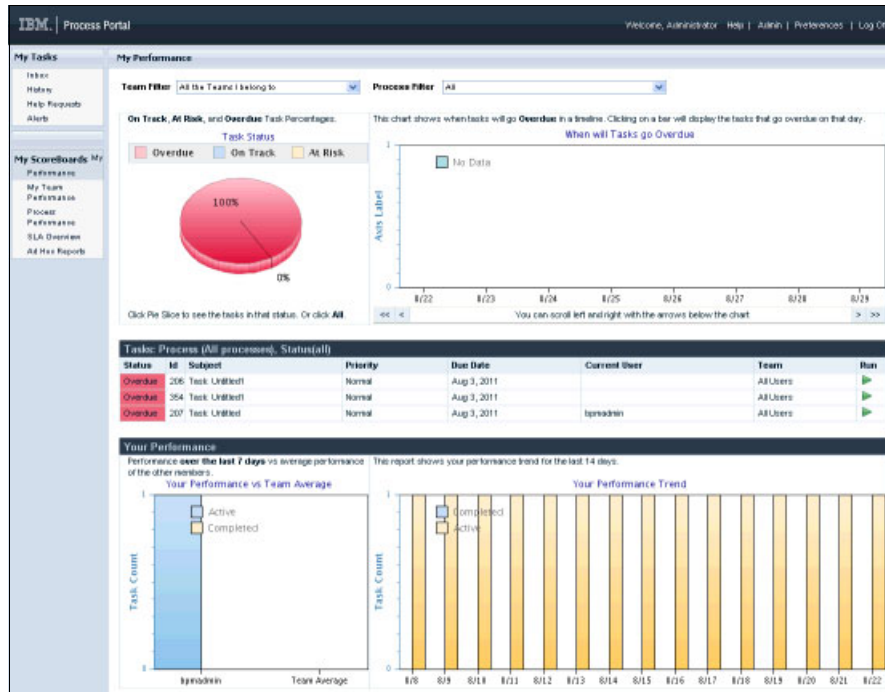 IBM. Process Portal
Welcome, Administrator Help | Admin | Preferences | Log Of
My Tasks
Inbox
History
Help Requests
Alerts
My ScoreBoards My
Performance
My Team
Performance
Process
Performance
SLA Overview
Ad Hoc Reports
My Performance
Team Filter All the Teams I belong to
Process Filter All
On Track, At Risk, and Overdue Task Percentages.
Task Status
Overdue On Track At Risk
100%
0%
Click Pie Slice to see the tasks in that status. Or click All.
This chart shows when tasks will go Overdue in a timeline. Clicking on a bar will display the tasks that go overdue on that day.
When will Tasks go Overdue
1
No Data
Axis Label
0
8/22 8/23 8/24 8/25 8/26 8/27 8/28 8/29
<< < You can scroll left and right with the arrows below the chart > >>
Tasks: Process (All processes), Status(all)
Status Id Subject Priority Due Date Current User Team Run
Overdue 206 Task: Untitled1 Normal Aug 3, 2011 All Users
Overdue 354 Task: Untitled1 Normal Aug 3, 2011 All Users
Overdue 207 Task: Untitled Normal Aug 3, 2011 bpmadmin All Users
Your Performance
Performance over the last 7 days vs average performance
of the other members.
Your Performance vs Team Average
1
Active
Completed
Task Count
0
bpmadmin Team Average
This report shows your performance trend for the last 14 days.
Your Performance Trend
1
Completed
Active
Task Count
0
8/8 8/9 8/10 8/11 8/12 8/13 8/14 8/15 8/16 8/17 8/18 8/19 8/20 8/21 8/22